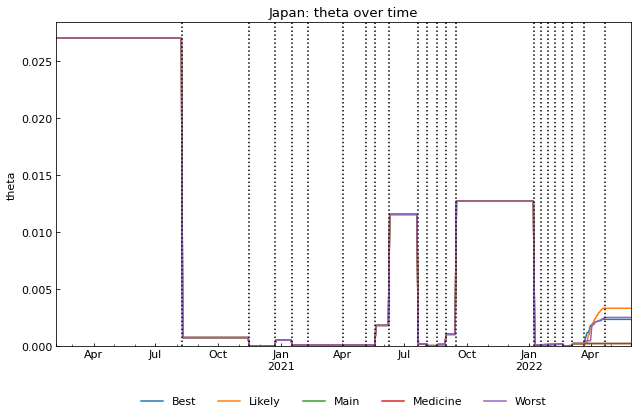 Japan: theta over time
0.025
0.020
0.015
0.010
0.005
0.000
theta
Apr Jul Oct Jan Apr Jul Oct Jan Apr
2021 2022
Best Likely Main Medicine Worst